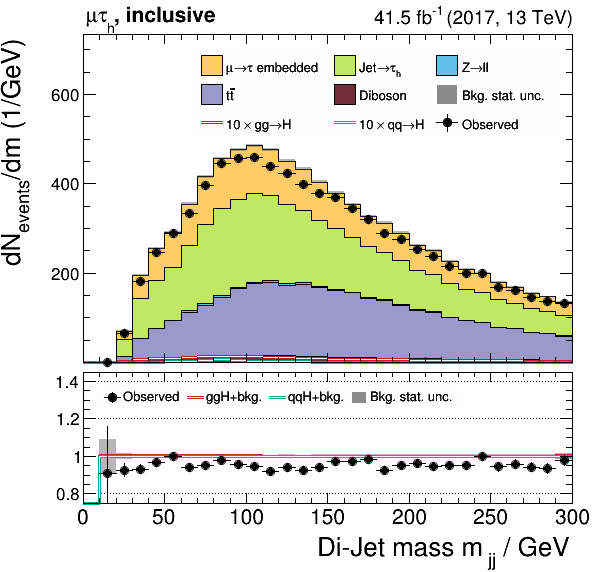 μτh, inclusive 41.5 fb-1 (2017, 13 TeV)
dNevents/dm (1/GeV)
μ→τ embedded Jet→τh Z→ll
tt̄ Diboson Bkg. stat. unc.
10 × gg→H 10 × qq→H Observed
600
400
200
Observed ggH+bkg. qqH+bkg. Bkg. stat. unc.
1.4
1.2
1
0.8
0 50 100 150 200 250 300
Di-Jet mass mjj / GeV